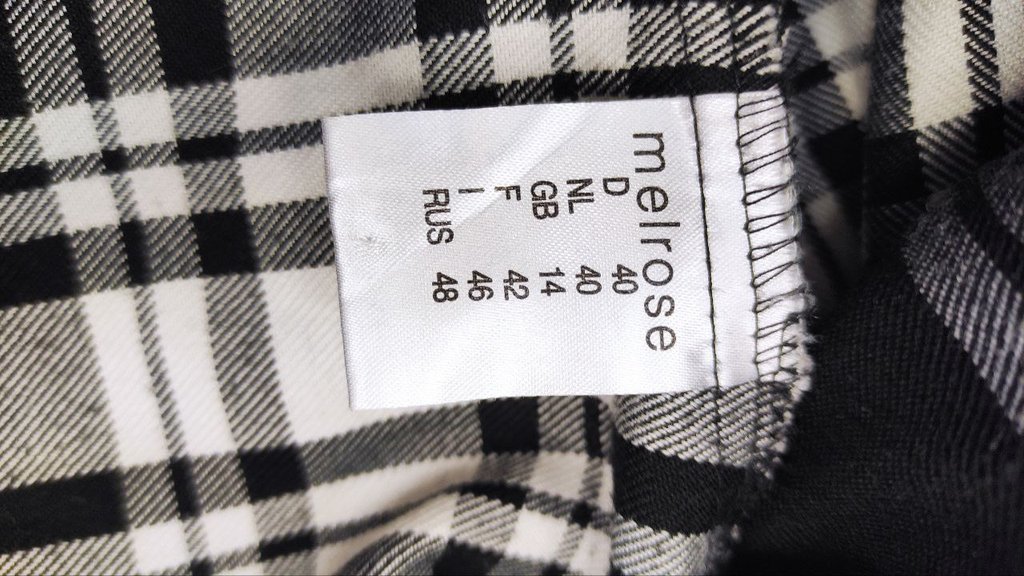 melrose
D 40
NL 40
GB 14
F 42
I 46
RUS 48